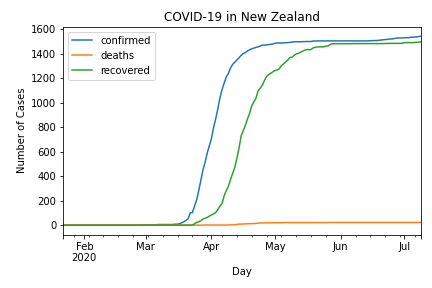 COVID-19 in New Zealand
1600
1400
1200
1000
800
600
400
200
0
Number of Cases
confirmed
deaths
recovered
Feb
2020
Mar
Apr
May
Jun
Jul
Day